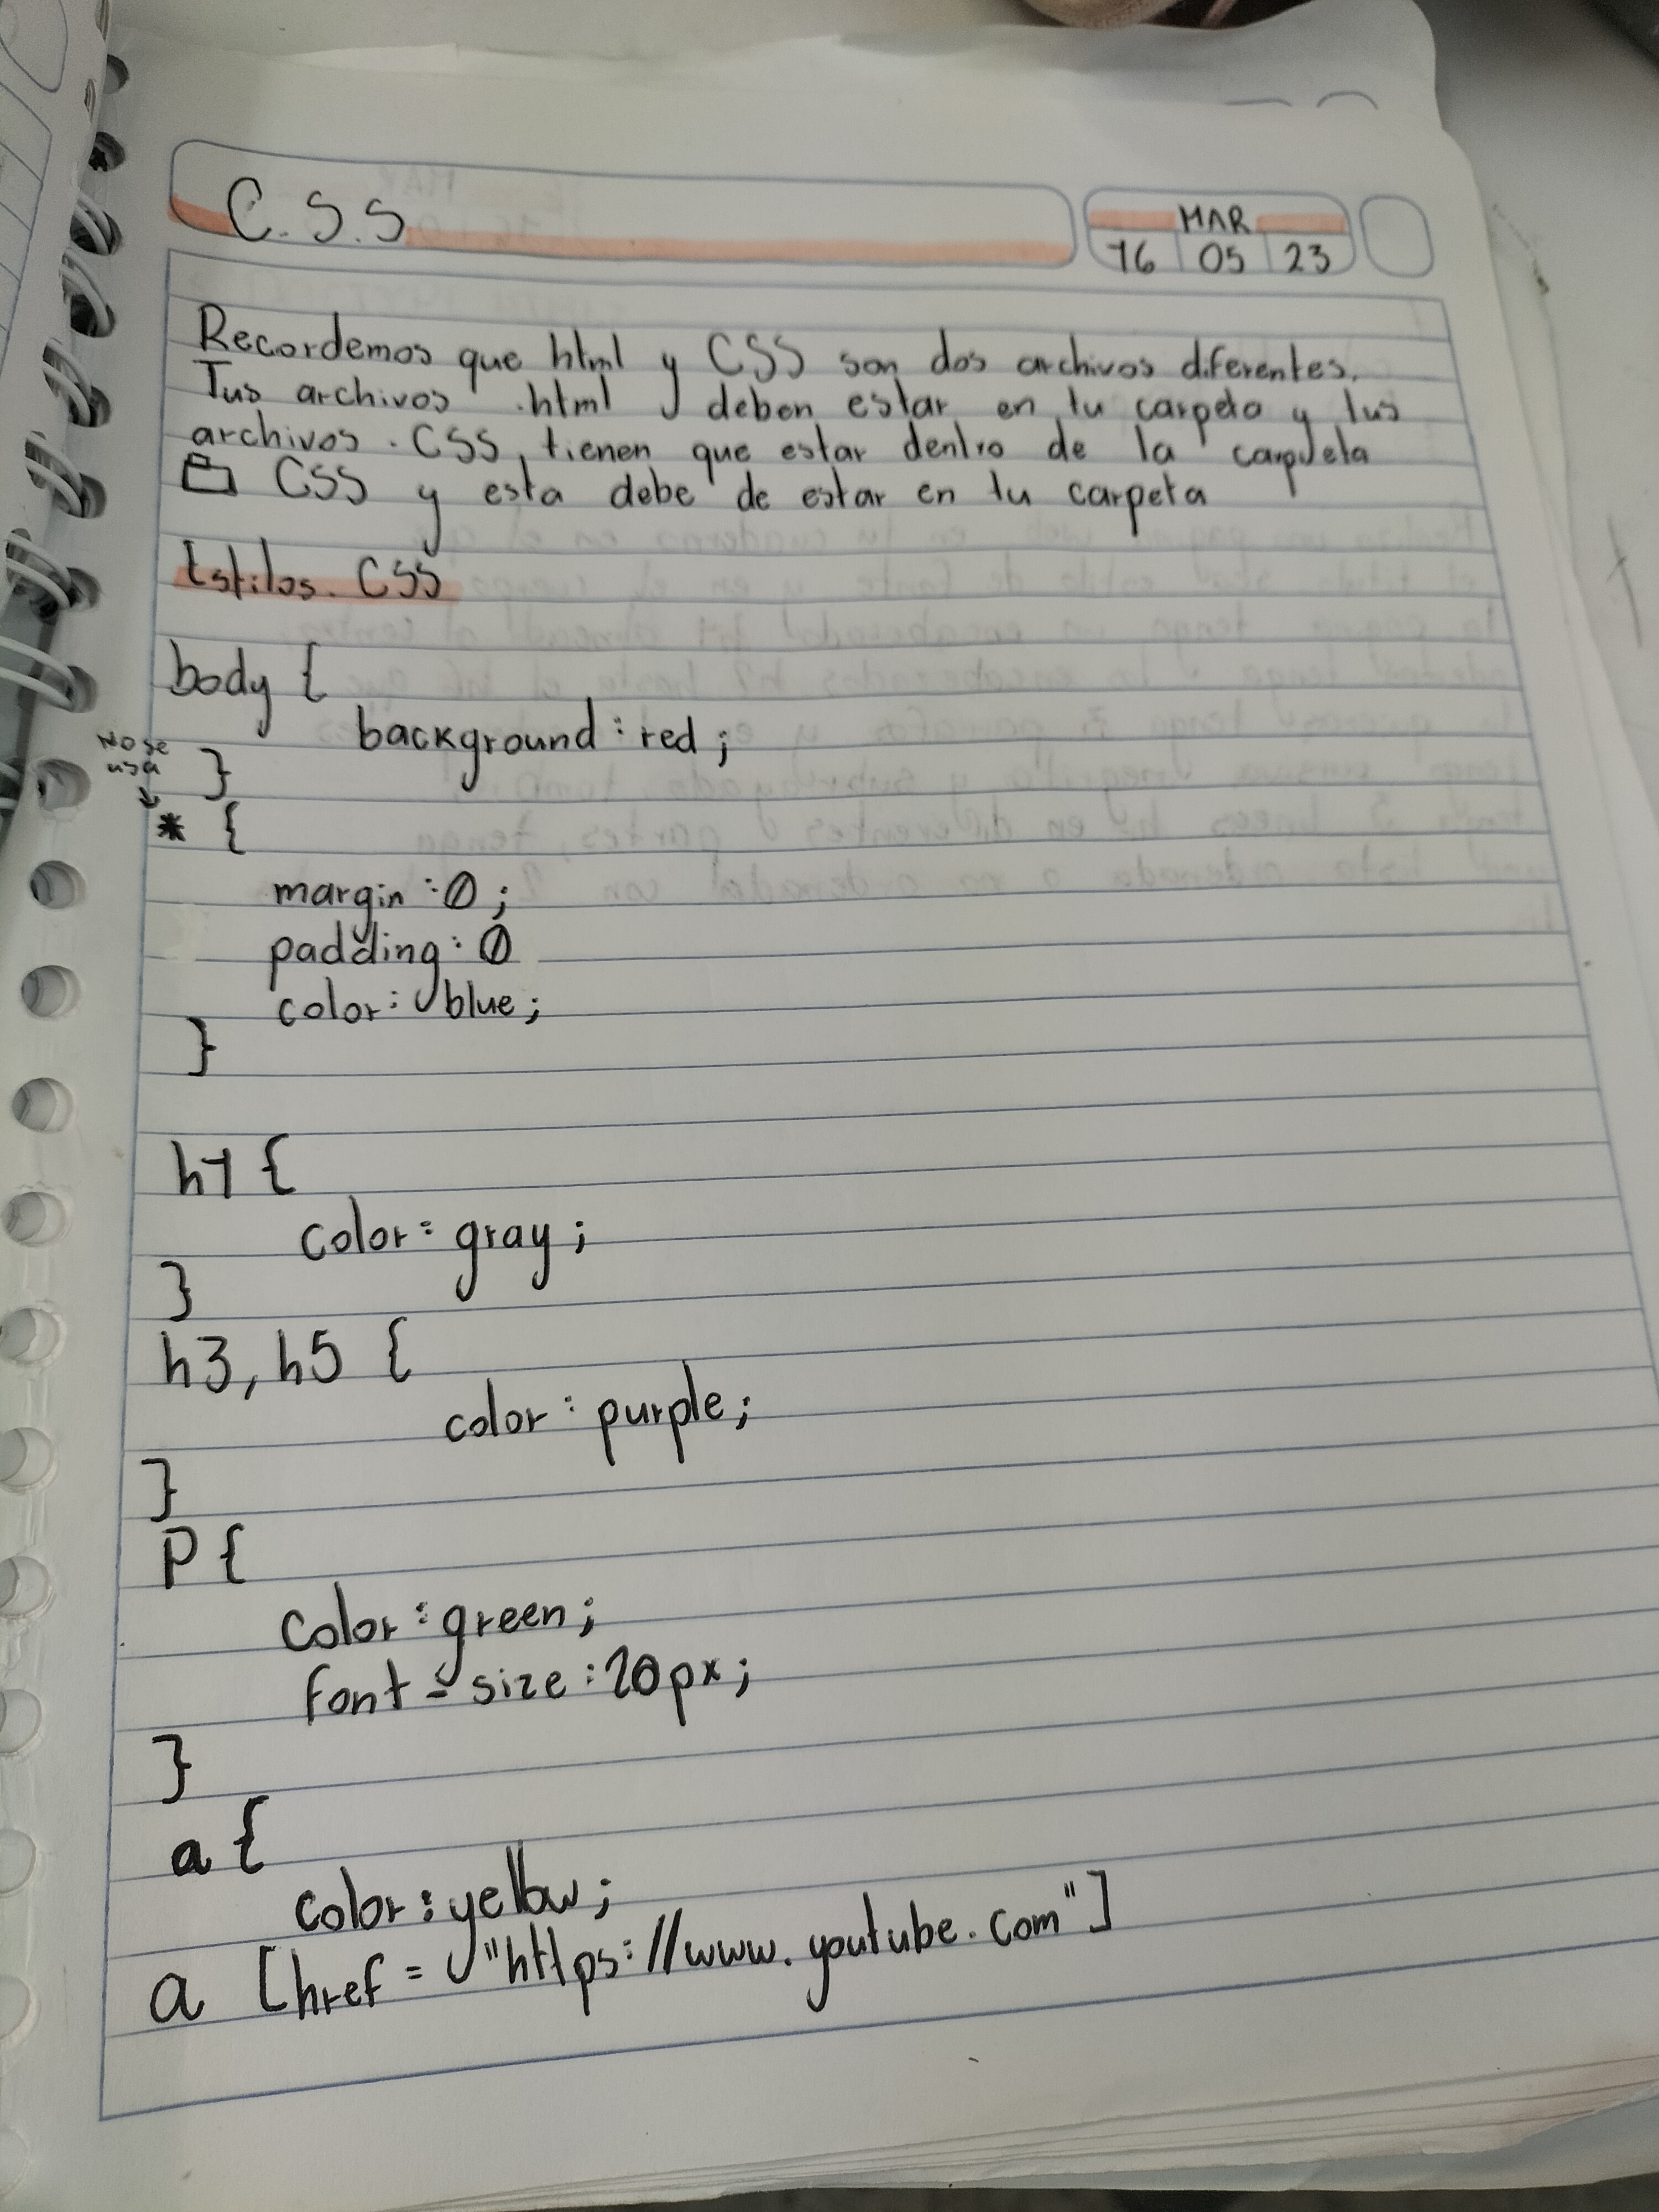 C.S.S
MAR
16 05 23
Recordemos que html y CSS son dos archivos diferentes.
Tus archivos .html deben estar en tu carpeta y tus
archivos .CSS, tienen que estar dentro de la carpeta
CSS y esta debe de estar en tu carpeta
Estilos. CSS
body {
background : red ;
No se
usa
}
* {
margin : 0 ;
padding : 0
color : blue ;
}
h1 {
color : gray ;
}
h3, h5 {
color : purple ;
}
P {
color : green ;
font - size : 20px ;
}
a {
color : yellow ;
a [href = "https://www.youtube.com"]